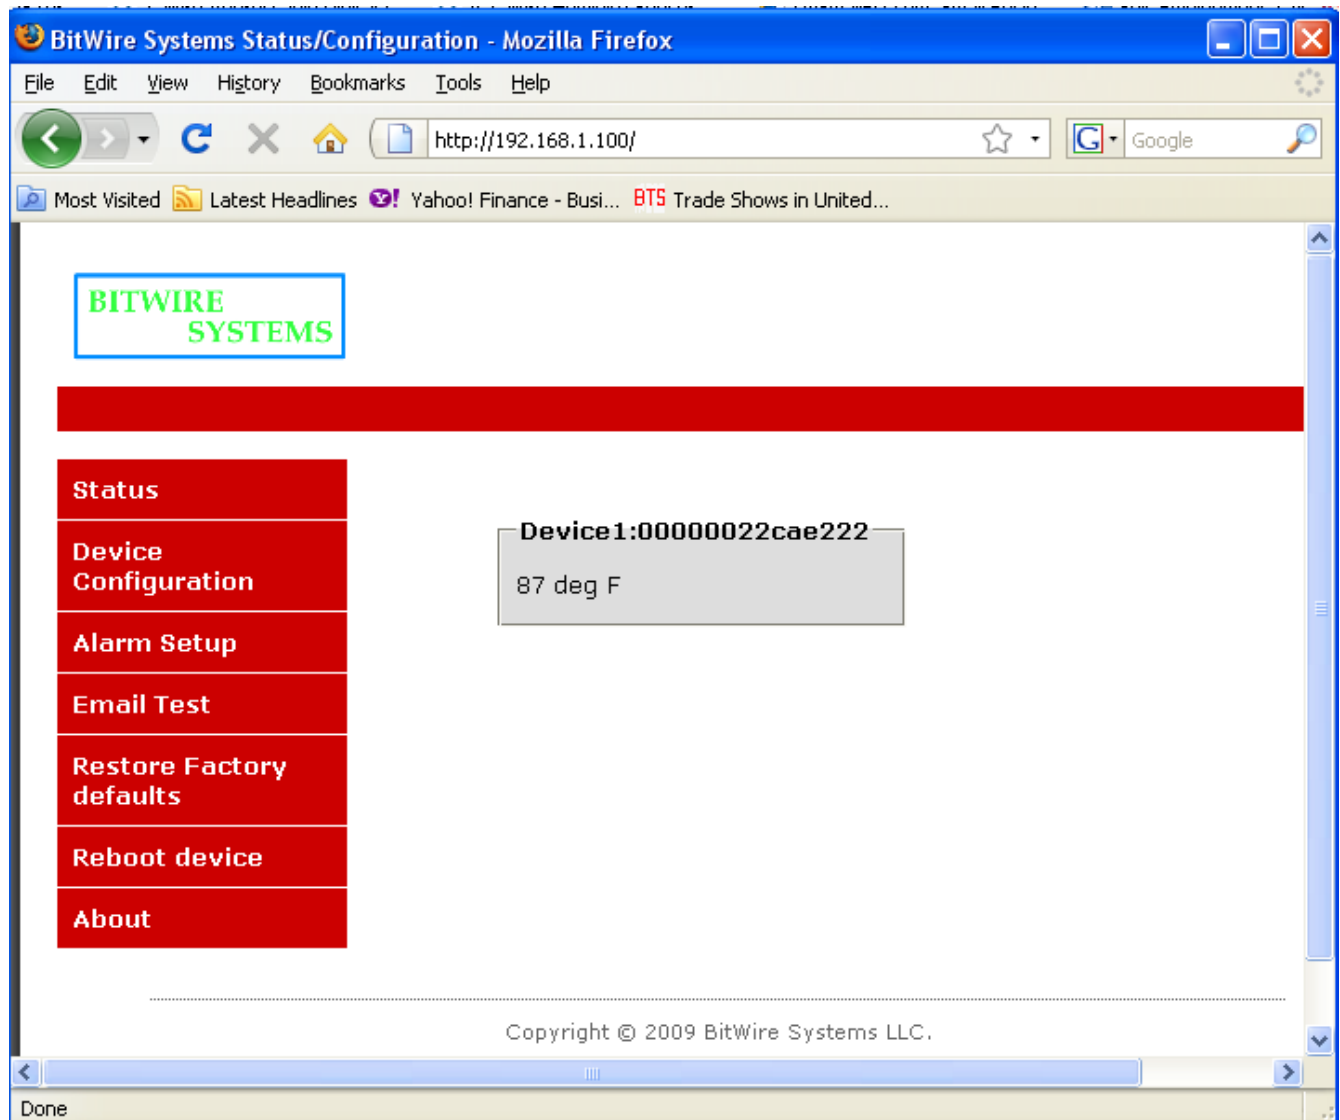 BitWire Systems Status/Configuration - Mozilla Firefox
File Edit View History Bookmarks Tools Help
http://192.168.1.100/
G Google
Most Visited Latest Headlines Y! Yahoo! Finance - Busi... BTS Trade Shows in United...
BITWIRE
SYSTEMS
Status
Device
Configuration
Alarm Setup
Email Test
Restore Factory
defaults
Reboot device
About
Device1:00000022cae222
87 deg F
Copyright © 2009 BitWire Systems LLC.
Done